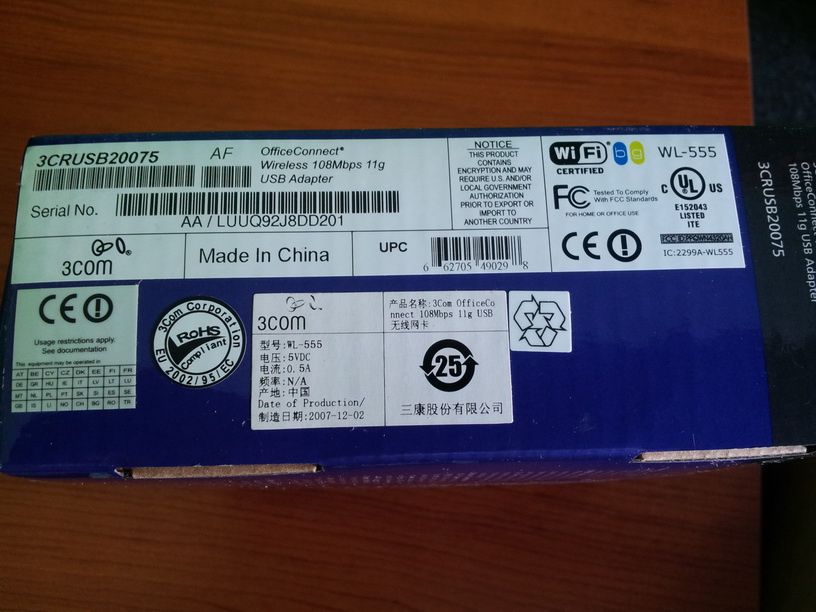 3CRUSB20075
AF
OfficeConnect®
Wireless 108Mbps 11g
USB Adapter
Serial No.
AA / LUUQ92J8DD201
3COM®
Made In China
UPC
6 62705 49029 8
NOTICE
THIS PRODUCT
CONTAINS
ENCRYPTION AND MAY
REQUIRE U.S. AND/OR
LOCAL GOVERNMENT
AUTHORIZATION
PRIOR TO EXPORT OR
IMPORT TO
ANOTHER COUNTRY
Wi Fi® b g
CERTIFIED
WL-555
FC Tested To Comply
With FCC Standards
FOR HOME OR OFFICE USE
C UL® US
E152043
LISTED
ITE
CE
IC:2299A-WL555
3CRUSB20075
OfficeConnect
108Mbps 11g USB Adapter
CE
Usage restrictions apply.
See documentation
This equipment may be operated in
AT BE CY CZ DK EE FI FR
DE GR HU IE IT LV LT LU
MT NL PL PT SK SI ES SE
GB IS LI NO CH BG RO TR
3Com Corporation
RoHS
Compliant
EU 2002/95/EC
3COM
型号:WL-555
电压:5VDC
电流:0.5A
频率:N/A
产地:中国
Date of Production/
制造日期:2007-12-02
产品名称:3Com OfficeCo
nnect 108Mbps 11g USB
无线网卡
25
三康股份有限公司